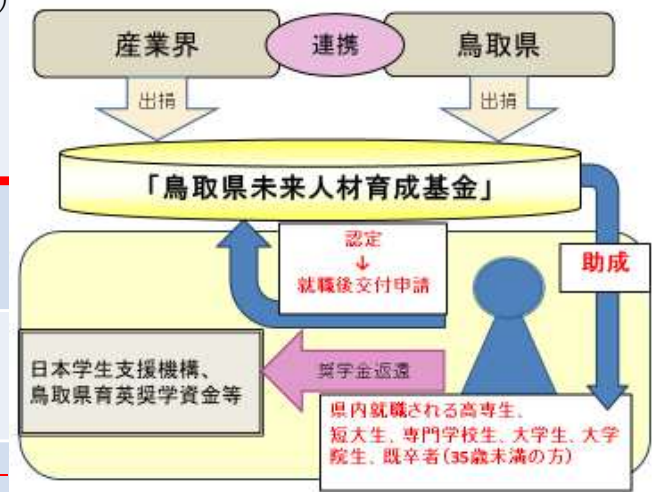 産業界
連携
鳥取県
出捐
出捐
「鳥取県未来人材育成基金」
認定
↓
就職後交付申請
助成
日本学生支援機構、
鳥取県育英奨学資金等
奨学金返還
県内就職される高専生、
短大生、専門学校生、大学生、大学
院生、既卒者(35歳未満の方)